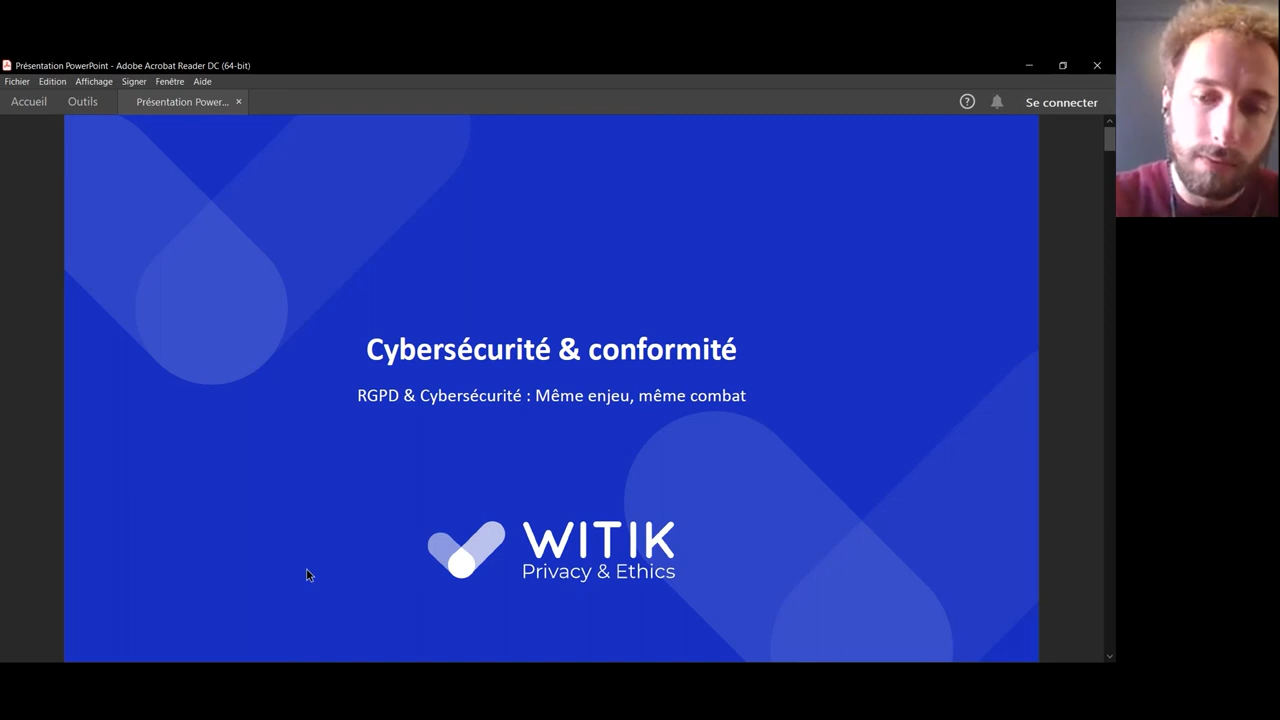 Présentation PowerPoint - Adobe Acrobat Reader DC (64-bit)
Fichier Edition Affichage Signer Fenêtre Aide
Accueil Outils Présentation Power... × Se connecter
Cybersécurité & conformité
RGPD & Cybersécurité : Même enjeu, même combat
WITIK
Privacy & Ethics